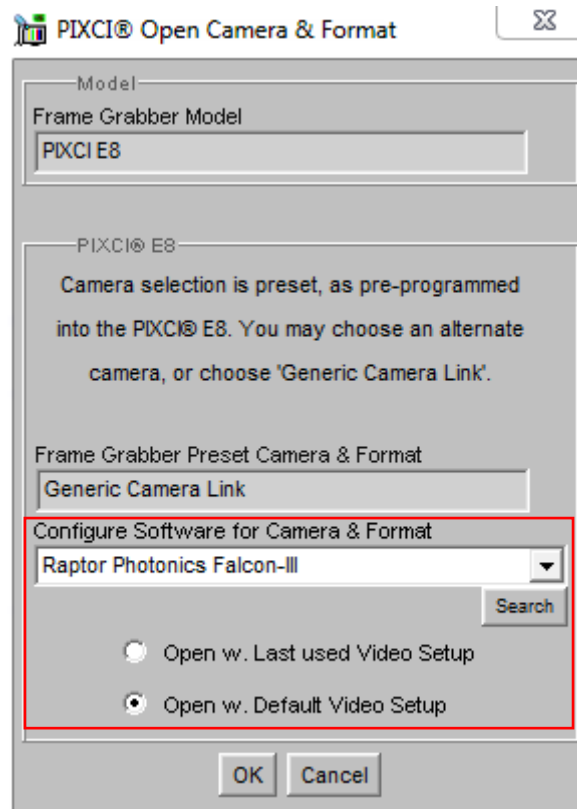 PIXCI® Open Camera & Format
Model
Frame Grabber Model
PIXCI E8
PIXCI® E8
Camera selection is preset, as pre-programmed
into the PIXCI® E8. You may choose an alternate
camera, or choose 'Generic Camera Link'.
Frame Grabber Preset Camera & Format
Generic Camera Link
Configure Software for Camera & Format
Raptor Photonics Falcon-III
Search
Open w. Last used Video Setup
Open w. Default Video Setup
OK Cancel